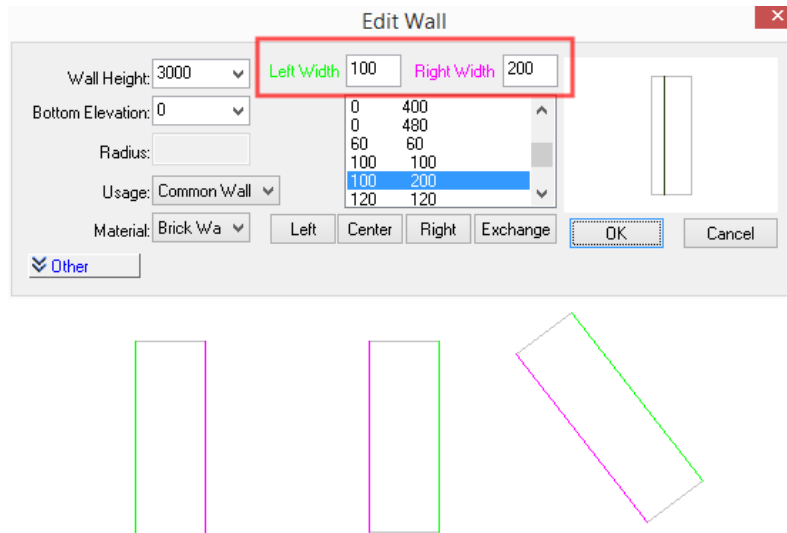 Edit Wall
Wall Height: 3000 Left Width 100 Right Width 200
Bottom Elevation: 0
Radius:
Usage: Common Wall
Material: Brick Wa
0 400
0 480
60 60
100 100
100 200
120 120
Left Center Right Exchange OK Cancel
Other